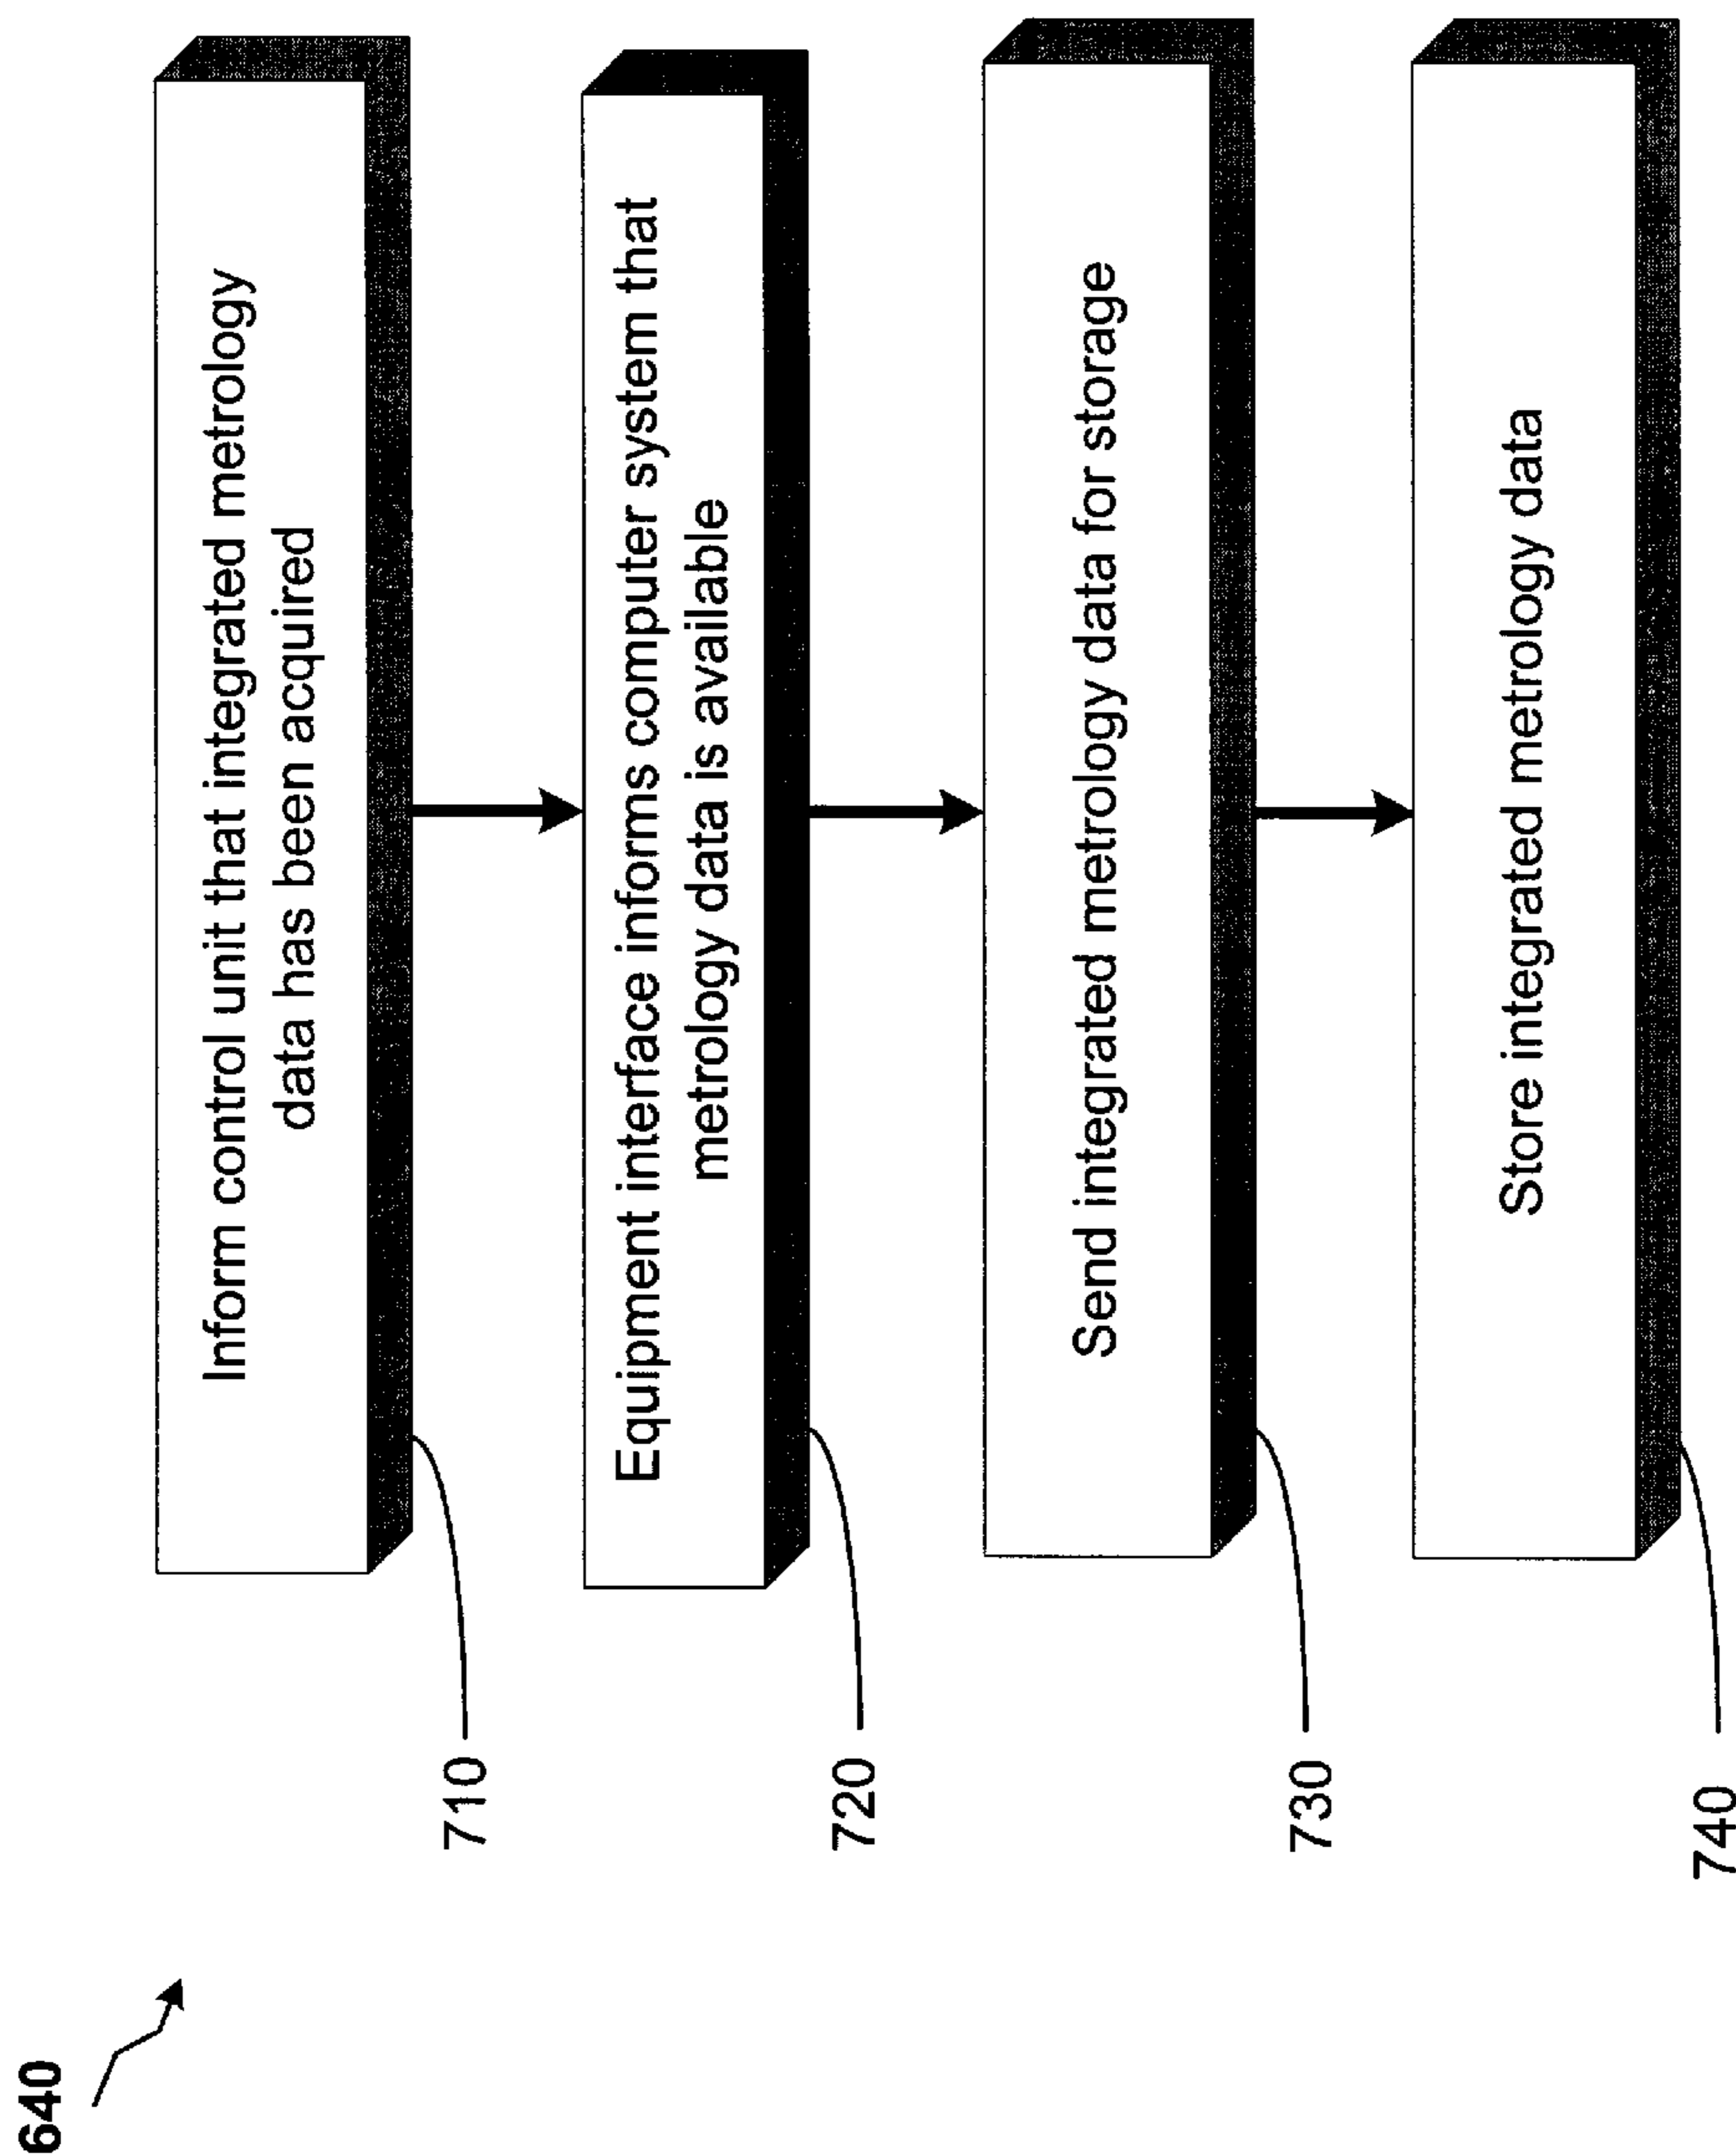 640
Inform control unit that integrated metrology
data has been acquired
710
Equipment interface informs computer system that
metrology data is available
720
Send integrated metrology data for storage
730
Store integrated metrology data
740